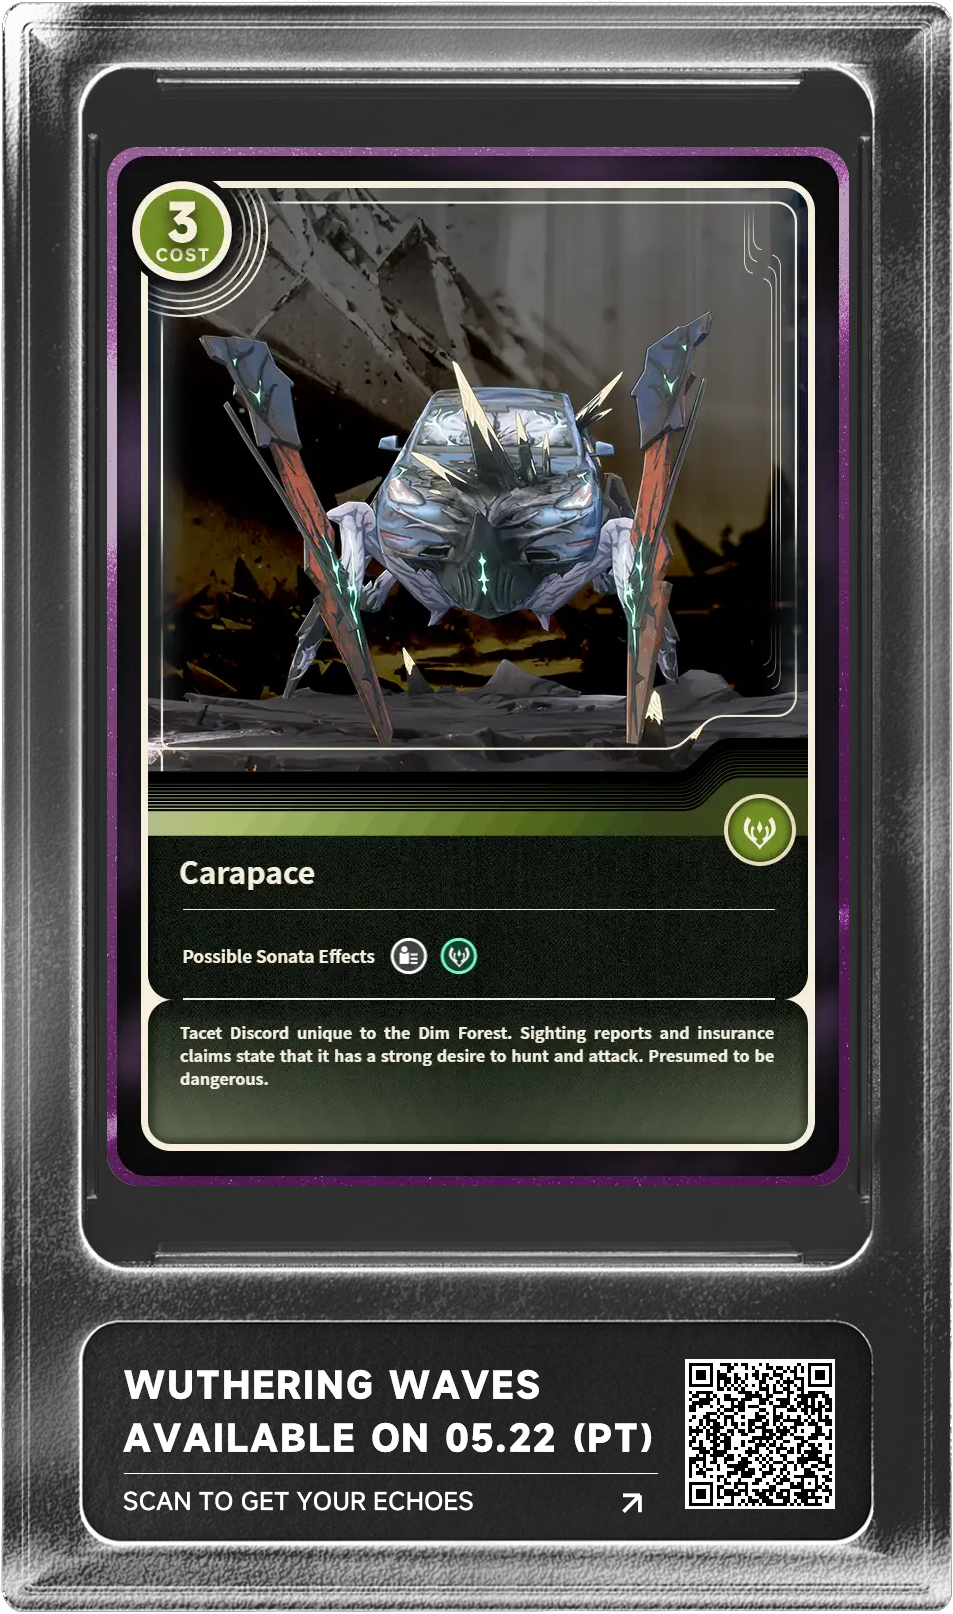 3
COST
Carapace
Possible Sonata Effects
Tacet Discord unique to the Dim Forest. Sighting reports and insurance
claims state that it has a strong desire to hunt and attack. Presumed to be
dangerous.
WUTHERING WAVES
AVAILABLE ON 05.22 (PT)
SCAN TO GET YOUR ECHOES